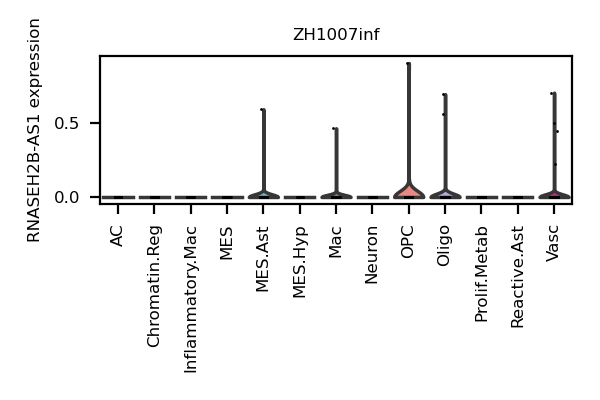 ZH1007inf
RNASEH2B-AS1 expression
0.5
0.0
AC
Chromatin.Reg
Inflammatory.Mac
MES
MES.Ast
MES.Hyp
Mac
Neuron
OPC
Oligo
Prolif.Metab
Reactive.Ast
Vasc